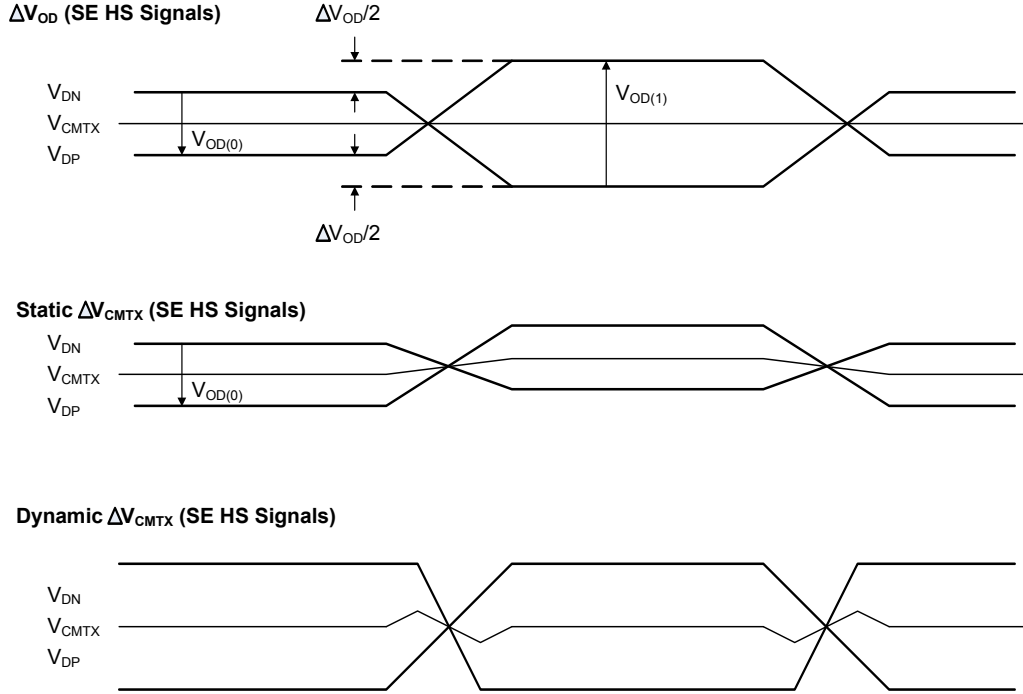 ΔV_OD (SE HS Signals)
ΔV_OD/2
V_DN
V_OD(1)
V_CMTX
V_OD(0)
V_DP
ΔV_OD/2
Static ΔV_CMTX (SE HS Signals)
V_DN
V_CMTX
V_OD(0)
V_DP
Dynamic ΔV_CMTX (SE HS Signals)
V_DN
V_CMTX
V_DP